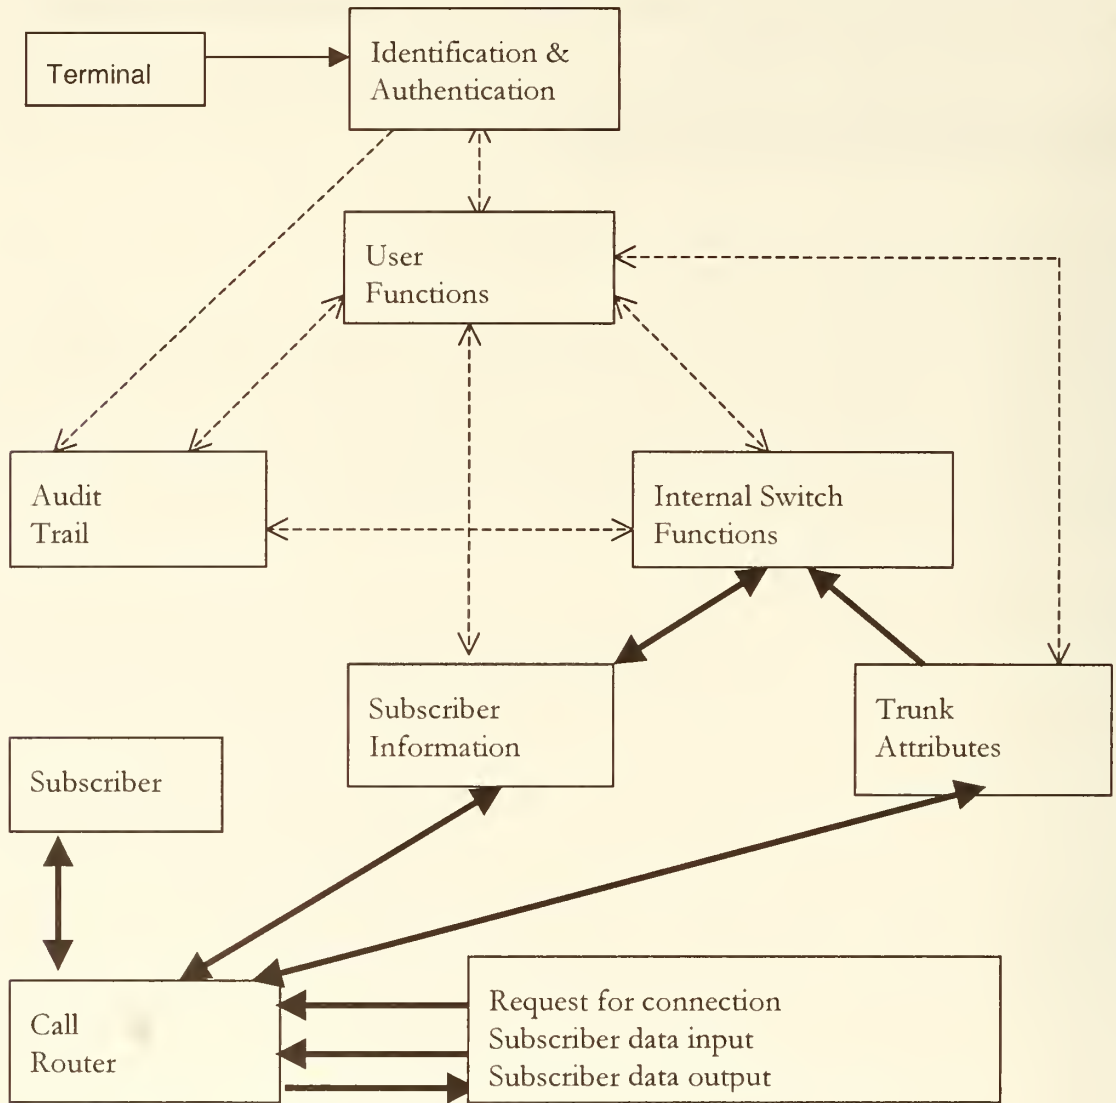 Terminal
Identification &
Authentication
User
Functions
Audit
Trail
Internal Switch
Functions
Subscriber
Information
Trunk
Attributes
Subscriber
Call
Router
Request for connection
Subscriber data input
Subscriber data output